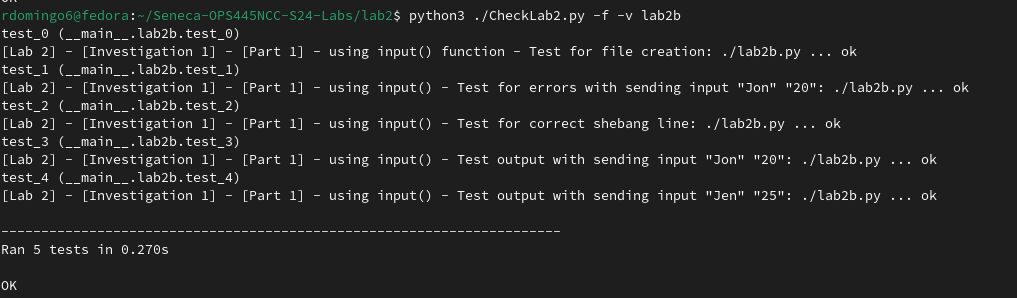 OK
rdomingo6@fedora:~/Seneca-OPS445NCC-S24-Labs/lab2$ python3 ./CheckLab2.py -f -v lab2b
test_0 (__main__.lab2b.test_0)
[Lab 2] - [Investigation 1] - [Part 1] - using input() function - Test for file creation: ./lab2b.py ... ok
test_1 (__main__.lab2b.test_1)
[Lab 2] - [Investigation 1] - [Part 1] - using input() - Test for errors with sending input "Jon" "20": ./lab2b.py ... ok
test_2 (__main__.lab2b.test_2)
[Lab 2] - [Investigation 1] - [Part 1] - using input() - Test for correct shebang line: ./lab2b.py ... ok
test_3 (__main__.lab2b.test_3)
[Lab 2] - [Investigation 1] - [Part 1] - using input() - Test output with sending input "Jon" "20": ./lab2b.py ... ok
test_4 (__main__.lab2b.test_4)
[Lab 2] - [Investigation 1] - [Part 1] - using input() - Test output with sending input "Jen" "25": ./lab2b.py ... ok
----------------------------------------------------------------------
Ran 5 tests in 0.270s
OK